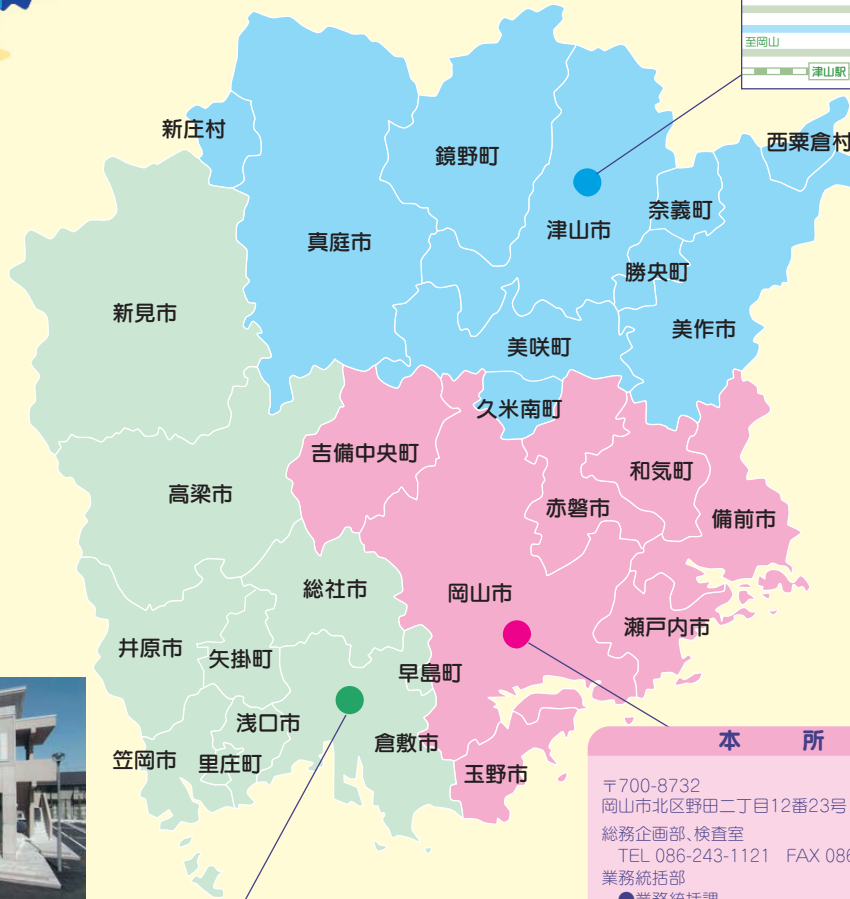 至岡山
津山駅
新庄村
鏡野町
西粟倉村
奈義町
津山市
真庭市
勝央町
新見市
美作市
美咲町
久米南町
吉備中央町
和気町
高梁市
赤磐市
備前市
総社市
岡山市
瀬戸内市
井原市
矢掛町
早島町
浅口市
倉敷市
笠岡市
里庄町
玉野市
本　所
〒700-8732
岡山市北区野田二丁目12番23号
総務企画部、検査室
TEL 086-243-1121 FAX 086
業務統括部
●業務統括課